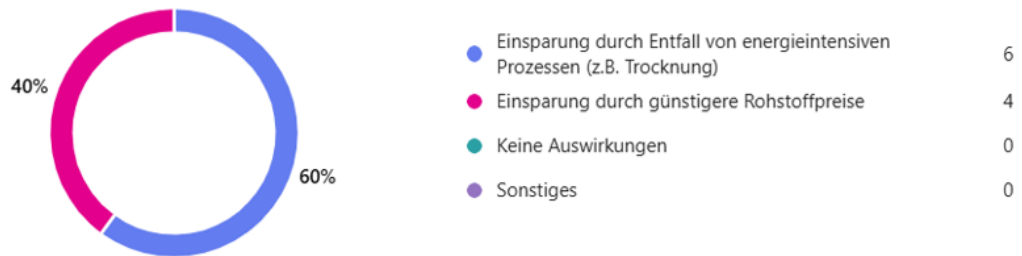 40%
60%
Einsparung durch Entfall von energieintensiven 6
Prozessen (z.B. Trocknung)
Einsparung durch günstigere Rohstoffpreise 4
Keine Auswirkungen 0
Sonstiges 0